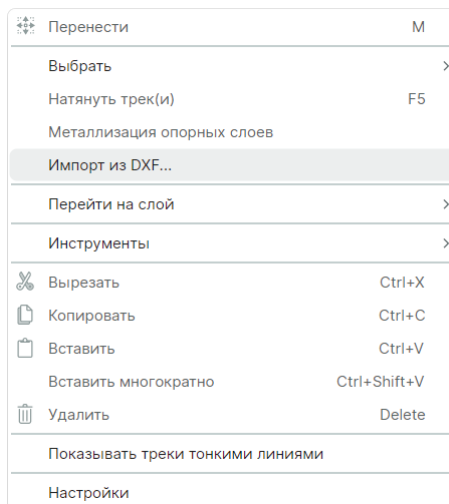 Перенести M
Выбрать
Натянуть трек(и) F5
Металлизация опорных слоев
Импорт из DXF...
Перейти на слой
Инструменты
Вырезать Ctrl+X
Копировать Ctrl+C
Вставить Ctrl+V
Вставить многократно Ctrl+Shift+V
Удалить Delete
Показывать треки тонкими линиями
Настройки